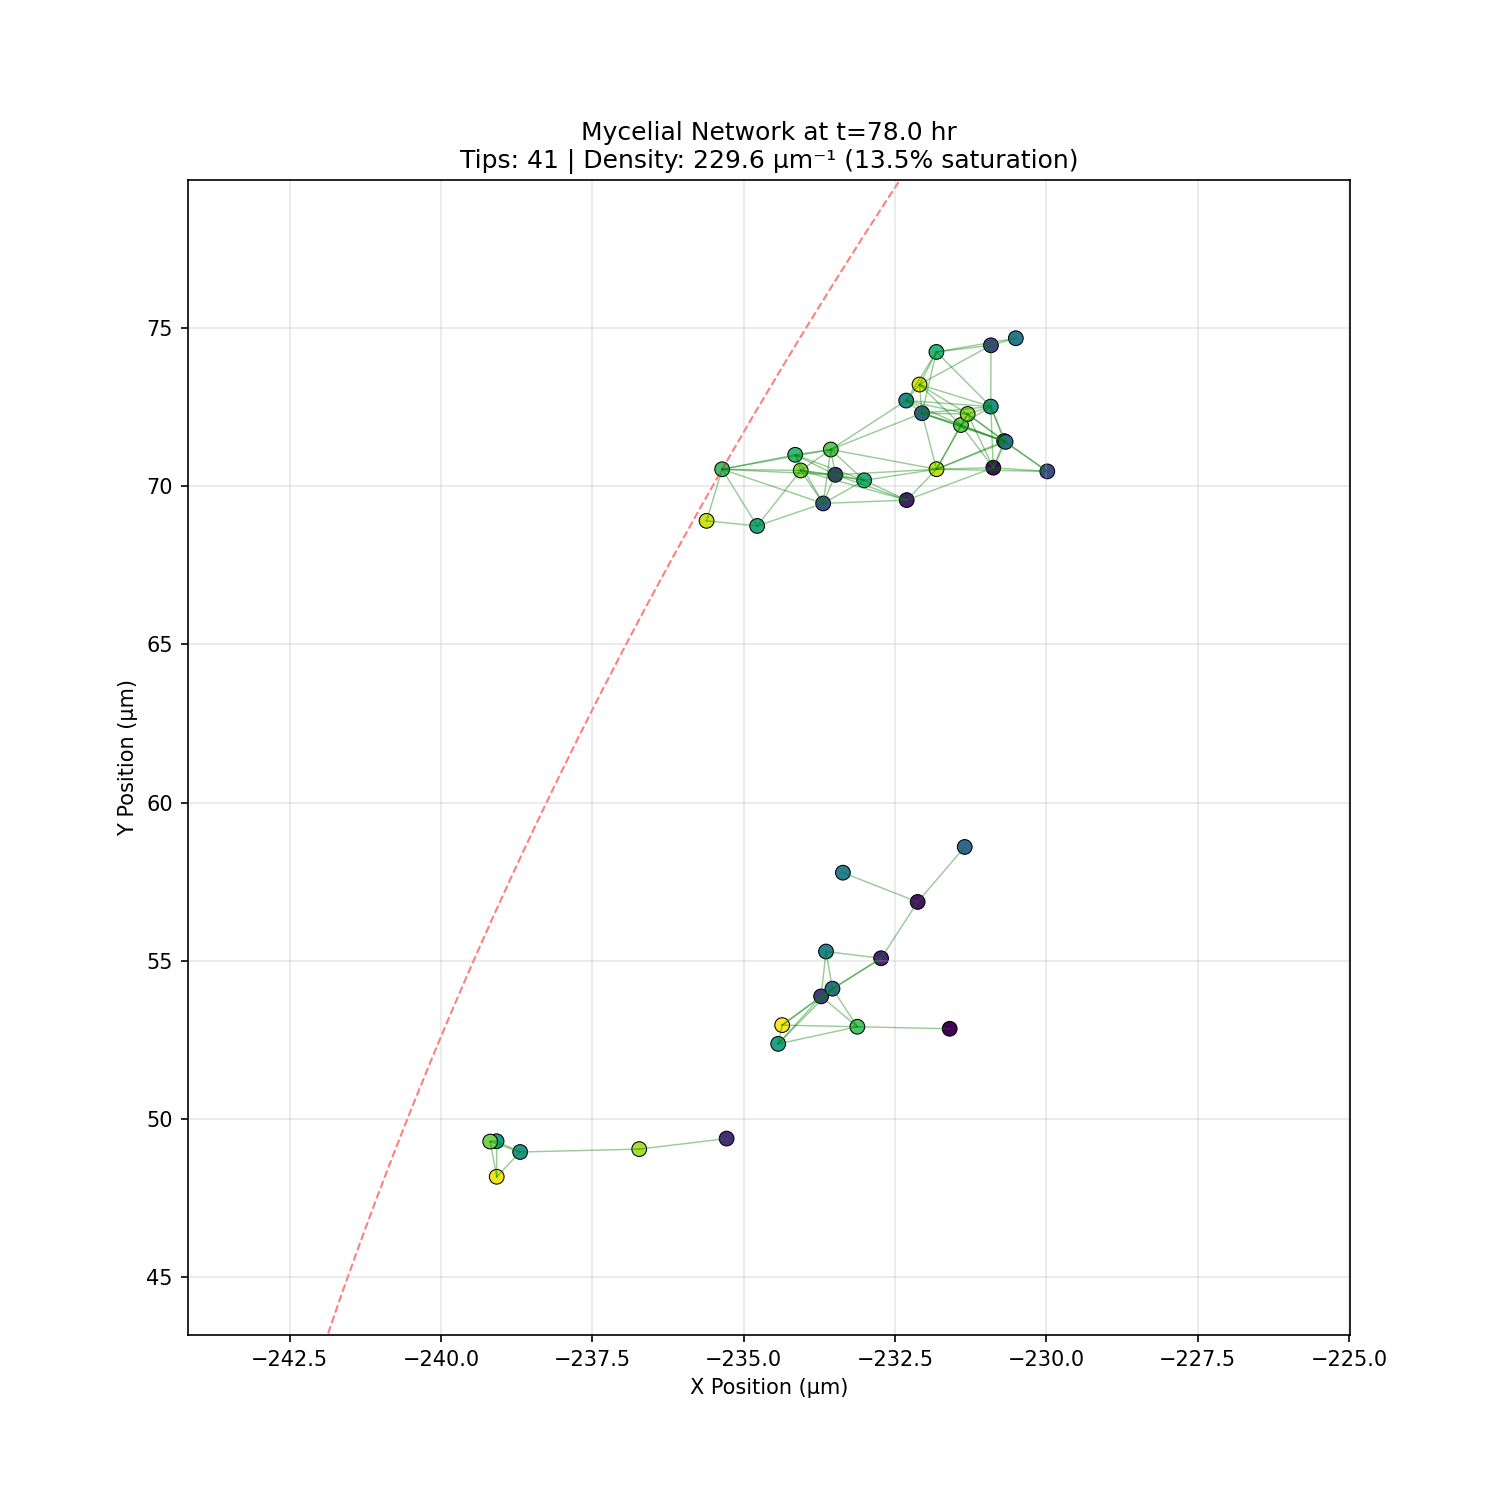 Mycelial Network at t=78.0 hr
Tips: 41 | Density: 229.6 µm⁻¹ (13.5% saturation)
75
70
65
60
55
50
45
Y Position (µm)
−242.5 −240.0 −237.5 −235.0 −232.5 −230.0 −227.5 −225.0
X Position (µm)